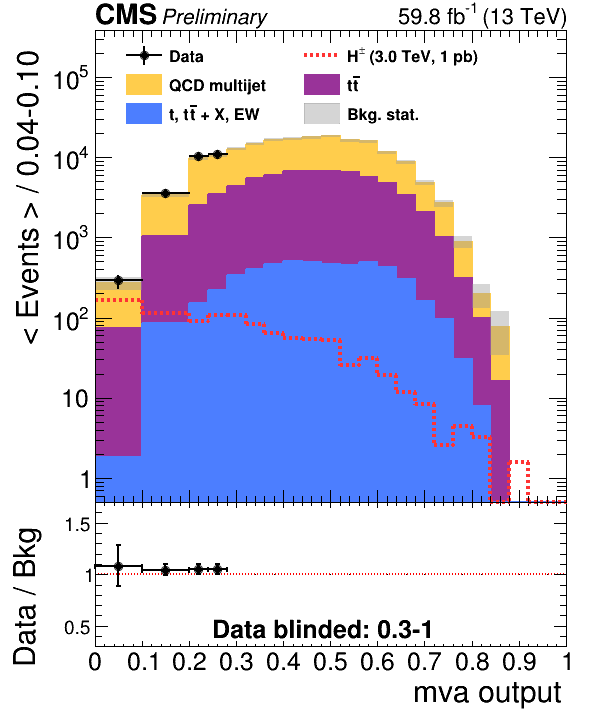 CMS Preliminary 59.8 fb⁻¹ (13 TeV)
< Events > / 0.04-0.10
Data
H± (3.0 TeV, 1 pb)
QCD multijet
tt̄
t, tt̄ + X, EW
Bkg. stat.
10⁵
10⁴
10³
10²
10
1
Data / Bkg
1.5
1
0.5
Data blinded: 0.3-1
0 0.1 0.2 0.3 0.4 0.5 0.6 0.7 0.8 0.9 1
mva output